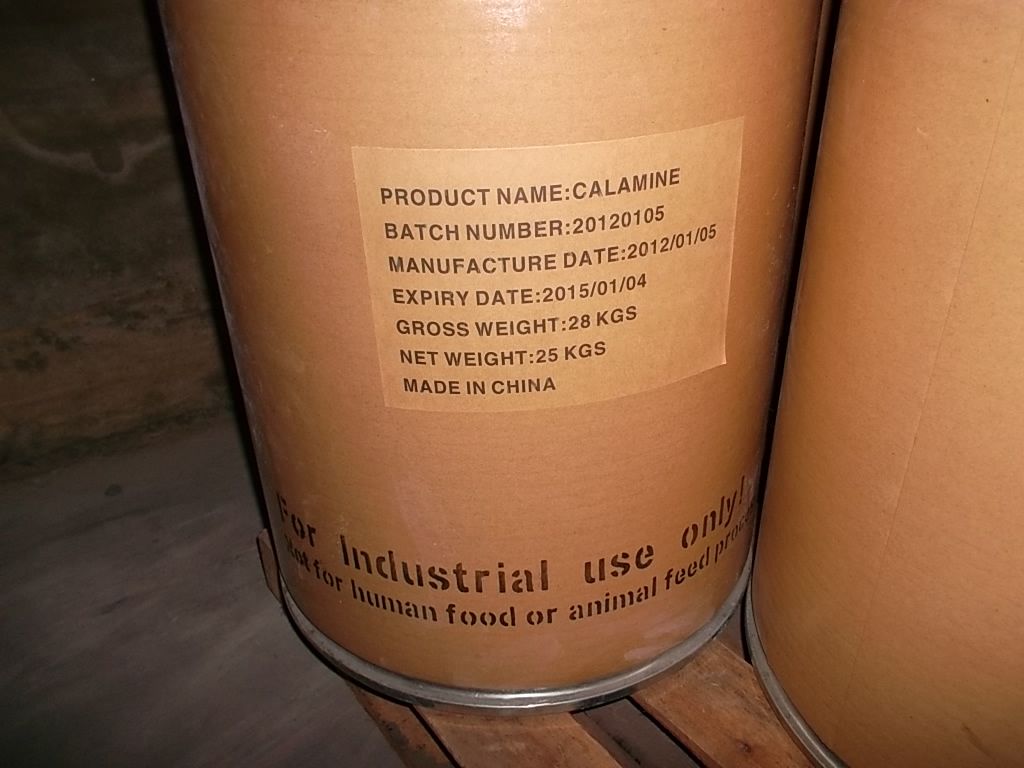 PRODUCT NAME:CALAMINE
BATCH NUMBER:20120105
MANUFACTURE DATE:2012/01/05
EXPIRY DATE:2015/01/04
GROSS WEIGHT:28 KGS
NET WEIGHT:25 KGS
MADE IN CHINA
For Industrial use only!
Not for human food or animal feed